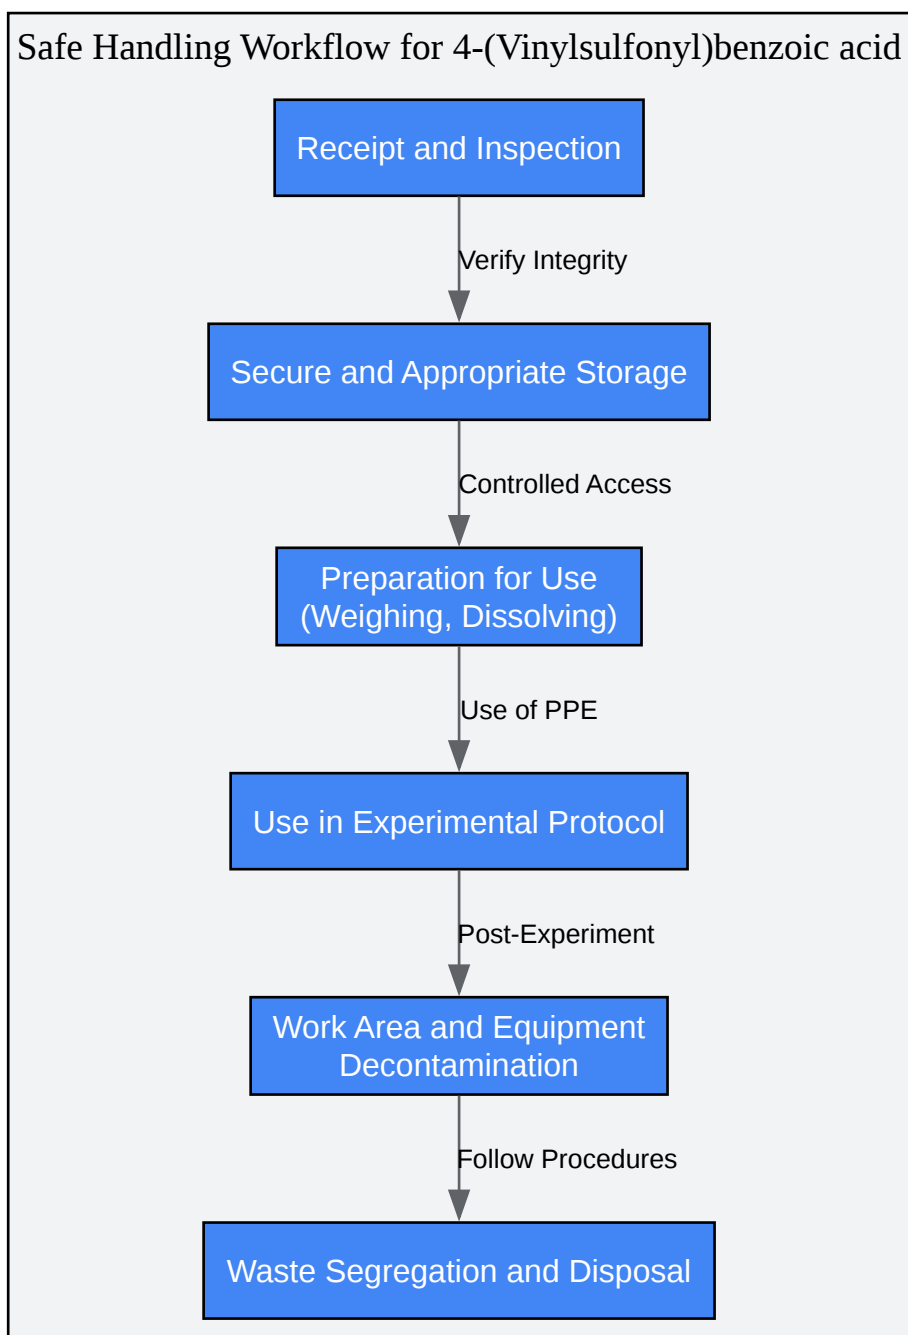 Safe Handling Workflow for 4-(Vinylsulfonyl)benzoic acid
Receipt and Inspection
Verify Integrity
Secure and Appropriate Storage
Controlled Access
Preparation for Use
(Weighing, Dissolving)
Use of PPE
Use in Experimental Protocol
Post-Experiment
Work Area and Equipment
Decontamination
Follow Procedures
Waste Segregation and Disposal